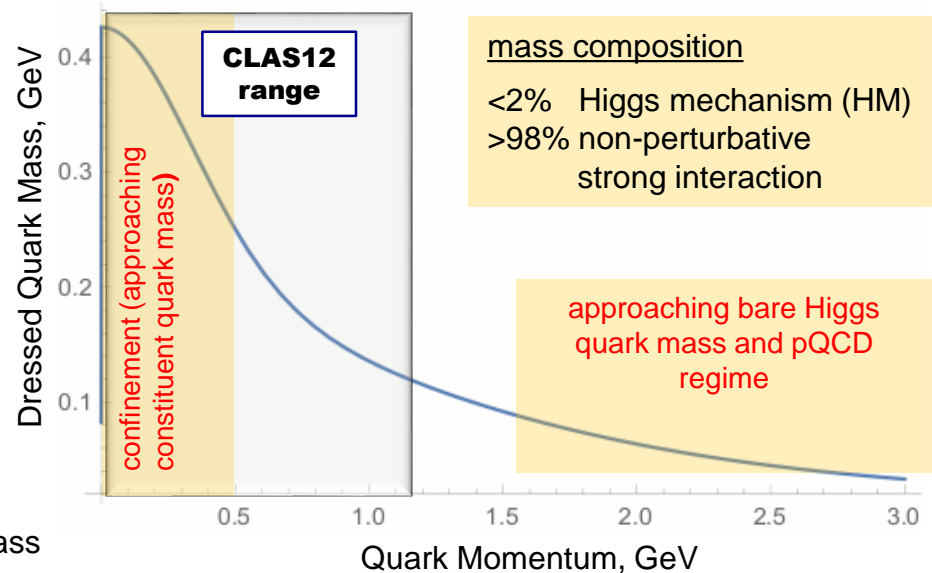 Dressed Quark Mass, GeV
0.4
0.3
0.2
0.1
CLAS12
range
confinement (approaching
constituent quark mass)
mass composition
<2% Higgs mechanism (HM)
>98% non-perturbative
strong interaction
approaching bare Higgs
quark mass and pQCD
regime
0.5
1.0
1.5
2.0
2.5
3.0
Quark Momentum, GeV
ass